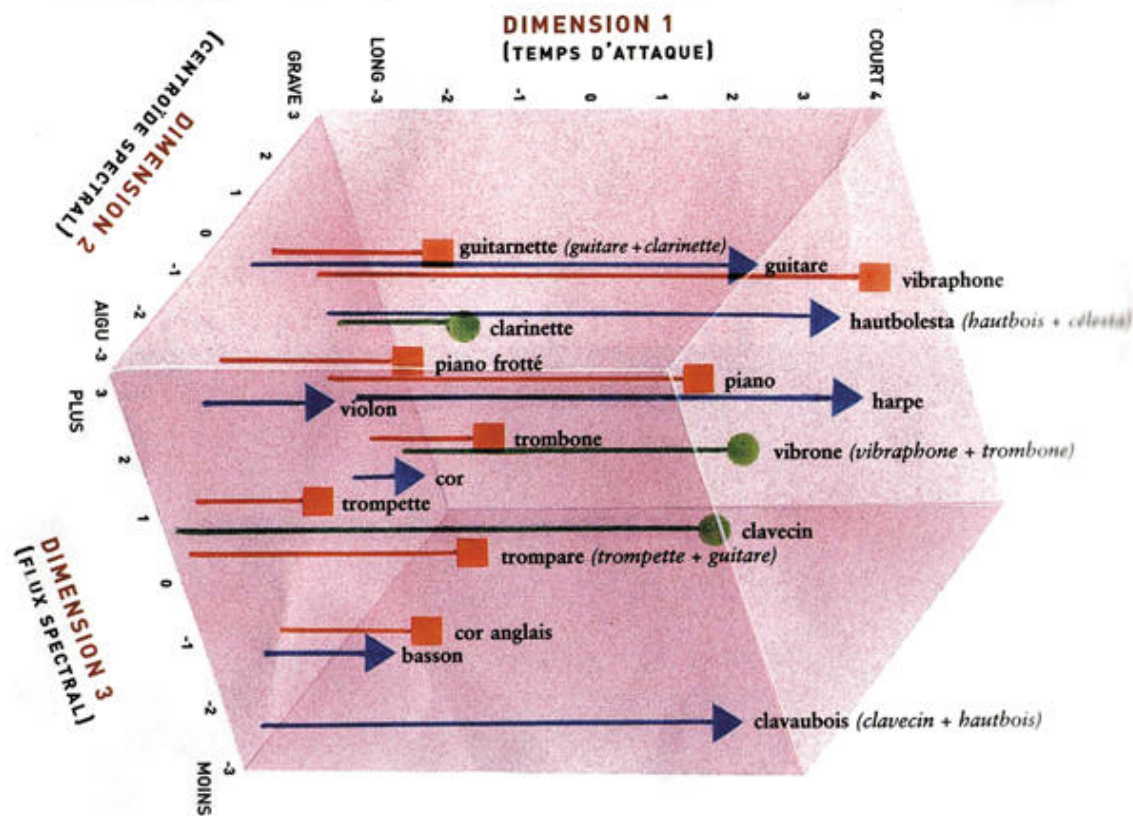 DIMENSION 1
(TEMPS D'ATTAQUE)
LONG -3 -2 -1 0 1 2 3 COURT 4
DIMENSION 2
(CENTROÏDE SPECTRAL)
GRAVE 3
2
1
0
-1
-2
AIGU -3
guitarnette (guitare + clarinette)
guitare
vibraphone
hautbolesta (hautbois + célesta)
clarinette
piano frotté
piano
violon
harpe
trombone
vibrone (vibraphone + trombone)
cor
trompette
clavecin
trompare (trompette + guitare)
cor anglais
basson
clavaubois (clavecin + hautbois)
DIMENSION 3
(FLUX SPECTRAL)
PLUS 3
2
1
0
-1
-2
MOINS -3